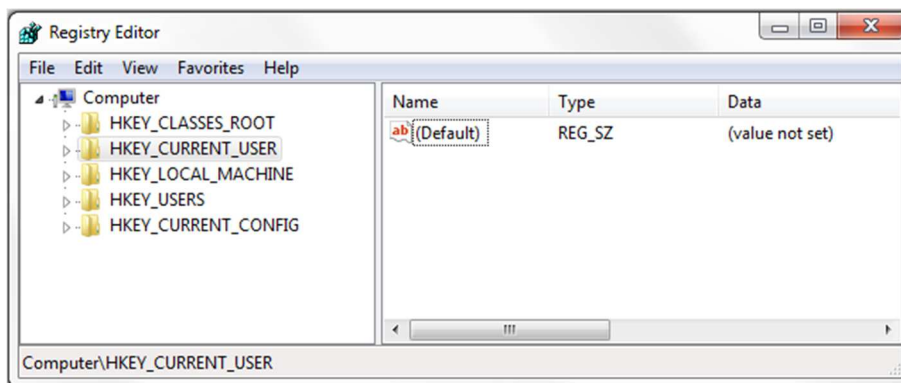 Registry Editor
File Edit View Favorites Help
Computer
HKEY_CLASSES_ROOT
HKEY_CURRENT_USER
HKEY_LOCAL_MACHINE
HKEY_USERS
HKEY_CURRENT_CONFIG
Name Type Data
ab (Default) REG_SZ (value not set)
Computer\HKEY_CURRENT_USER